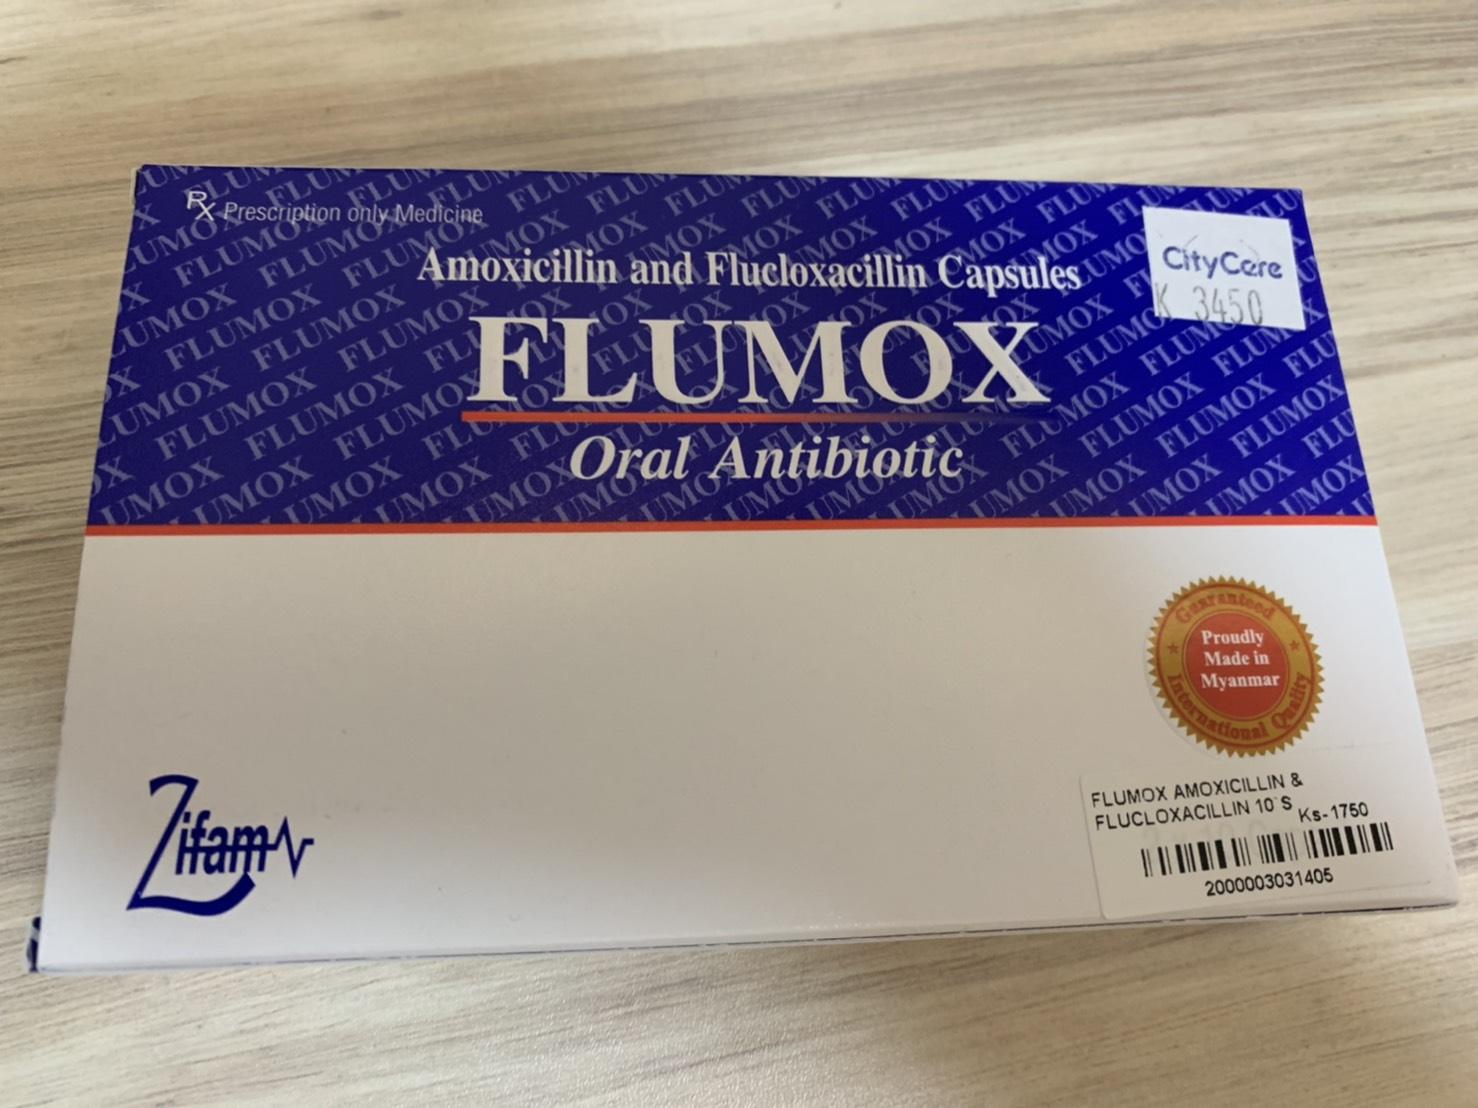 Rx Prescription only Medicine
Amoxicillin and Flucloxacillin Capsules
FLUMOX
Oral Antibiotic
CityCare
K 3450
Guaranteed
Proudly
Made in
Myanmar
International Quality
Zifam
FLUMOX AMOXICILLIN &
FLUCLOXACILLIN 10`S Ks-1750
2000003031405